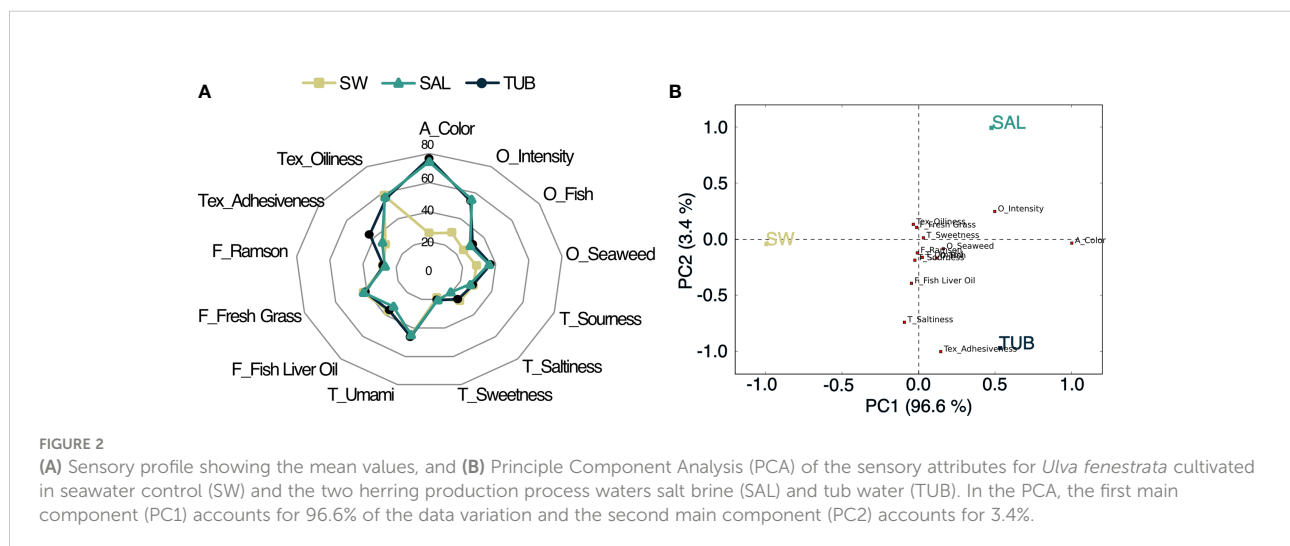 A
SW SAL TUB
A_Color
O_Intensity
O_Fish
O_Seaweed
T_Sourness
T_Saltiness
T_Sweetness
T_Umami
F_Fish Liver Oil
F_Fresh Grass
F_Ramson
Tex_Adhesiveness
Tex_Oiliness
80
60
40
20
0
B
PC2 (3.4 %)
1.0
0.5
0.0
-0.5
-1.0
SAL
O_Intensity
Tex_Oiliness
F_Fresh Grass
T_Sweetness
A_Color
SW
O_Seaweed
F_Ramson
F_Fish Liver Oil
T_Saltiness
TUB
Tex_Adhesiveness
-1.0 -0.5 0.0 0.5 1.0
PC1 (96.6 %)
FIGURE 2
(A) Sensory profile showing the mean values, and (B) Principle Component Analysis (PCA) of the sensory attributes for Ulva fenestrata cultivated
in seawater control (SW) and the two herring production process waters salt brine (SAL) and tub water (TUB). In the PCA, the first main
component (PC1) accounts for 96.6% of the data variation and the second main component (PC2) accounts for 3.4%.